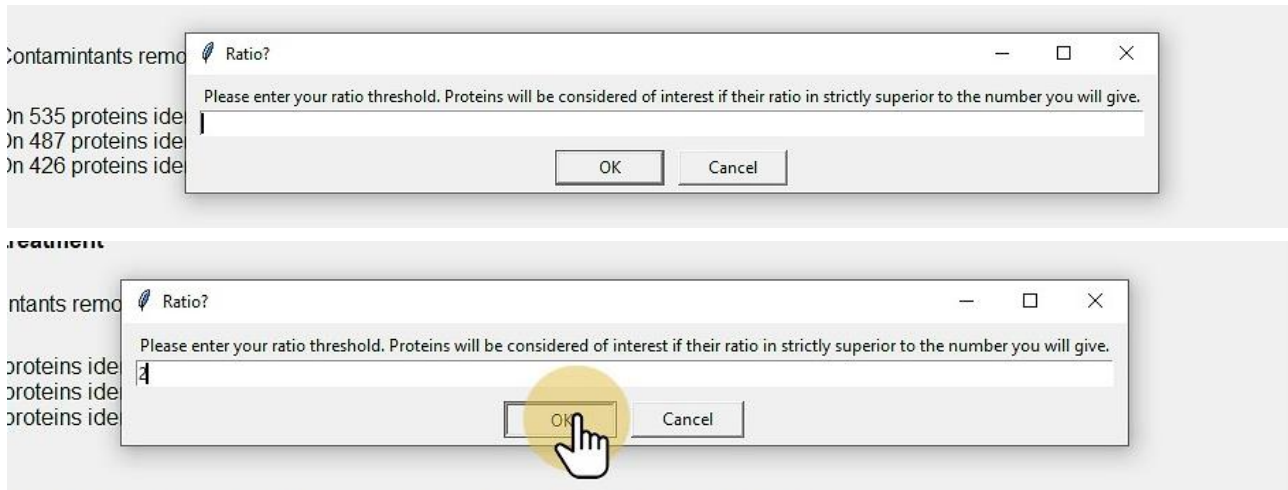 Contamintants remo
Ratio?
Please enter your ratio threshold. Proteins will be considered of interest if their ratio in strictly superior to the number you will give.
On 535 proteins ide
On 487 proteins ide
On 426 proteins ide
OK Cancel
treatment
ntants remo
Ratio?
Please enter your ratio threshold. Proteins will be considered of interest if their ratio in strictly superior to the number you will give.
2
proteins ide
proteins ide
proteins ide
OK Cancel